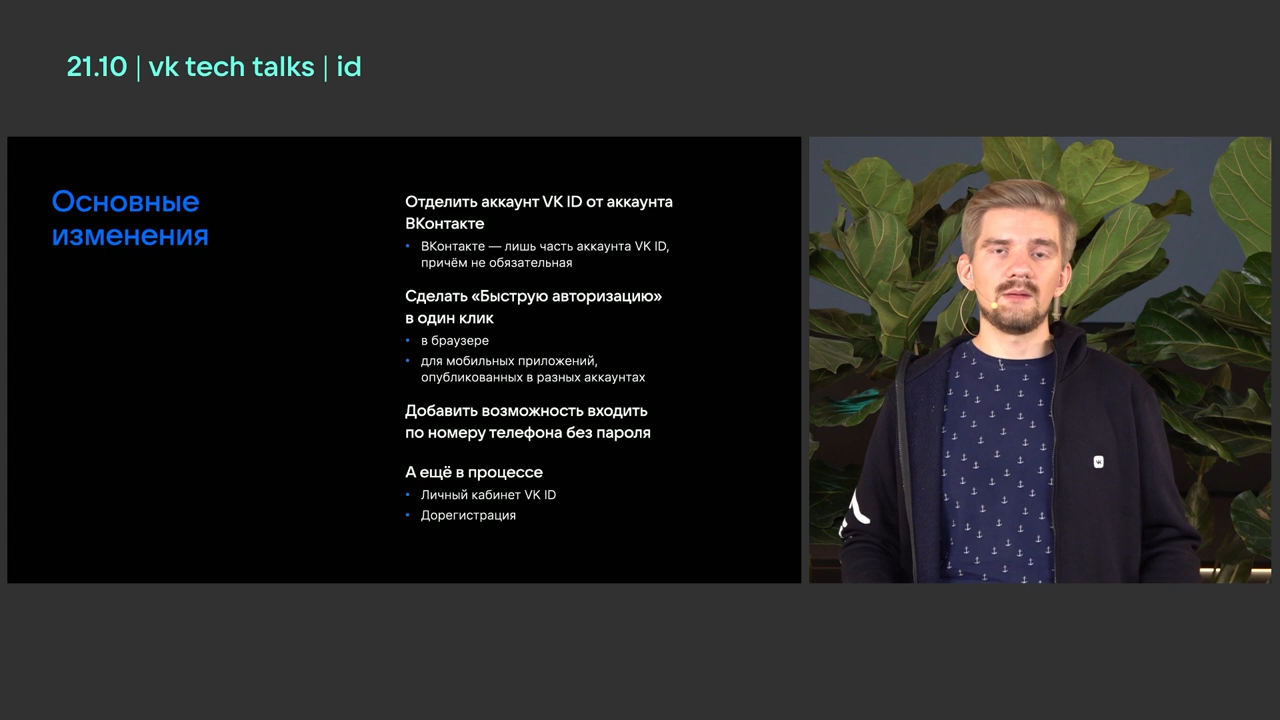 21.10 | vk tech talks | id
Основные
изменения
Отделить аккаунт VK ID от аккаунта
ВКонтакте
• ВКонтакте — лишь часть аккаунта VK ID,
причём не обязательная
Сделать «Быструю авторизацию»
в один клик
• в браузере
• для мобильных приложений,
опубликованных в разных аккаунтах
Добавить возможность входить
по номеру телефона без пароля
А ещё в процессе
• Личный кабинет VK ID
• Дорегистрация